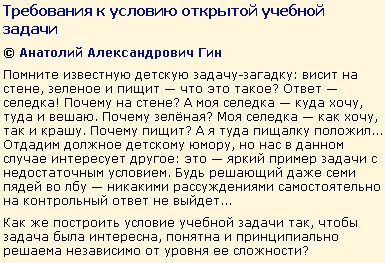 Требования к условию открытой учебной
задачи
© Анатолий Александрович Гин
Помните известную детскую задачу-загадку: висит на
стене, зеленое и пищит — что это такое? Ответ —
селедка! Почему на стене? А моя селедка — куда хочу,
туда и вешаю. Почему зелёная? Моя селедка — как хочу,
так и крашу. Почему пищит? А я туда пищалку положил...
Отдадим должное детскому юмору, но нас в данном
случае интересует другое: это — яркий пример задачи с
недостаточным условием. Будь решающий даже семи
пядей во лбу — никакими рассуждениями самостоятельно
на контрольный ответ не выйдет...
Как же построить условие учебной задачи так, чтобы
задача была интересна, понятна и принципиально
решаема независимо от уровня ее сложности?